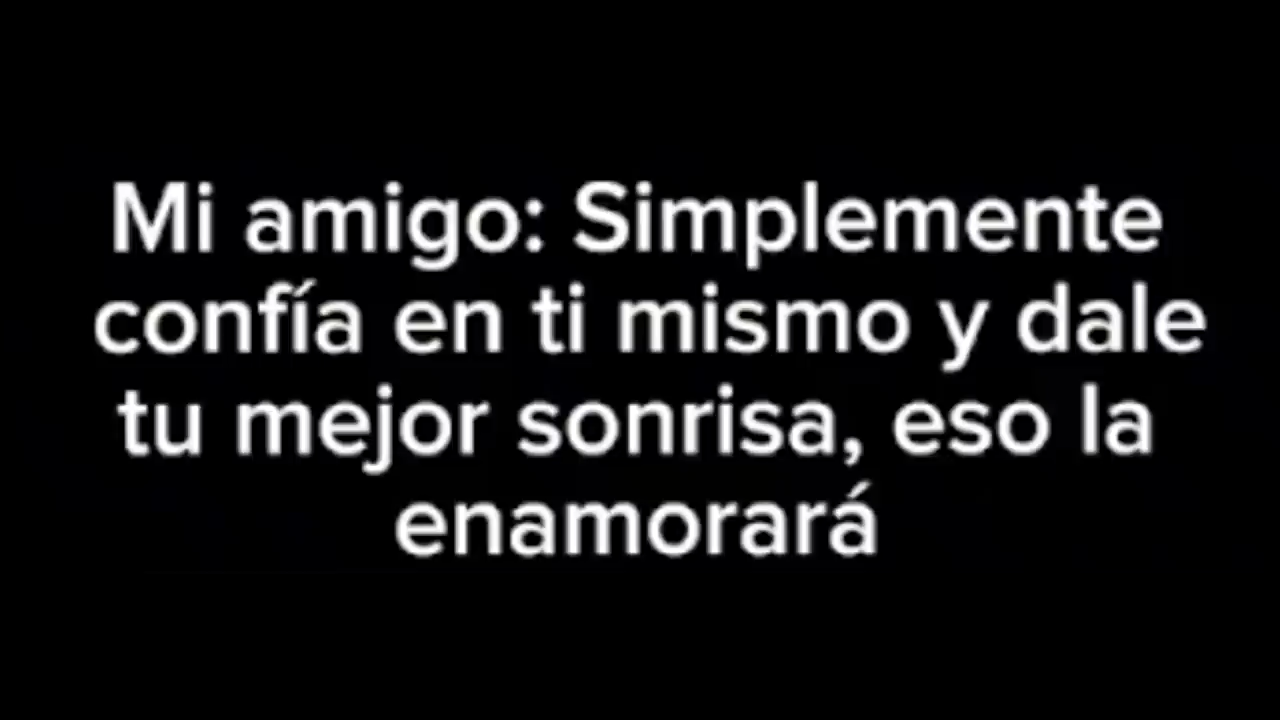 Mi amigo: Simplemente
confía en ti mismo y dale
tu mejor sonrisa, eso la
enamorará